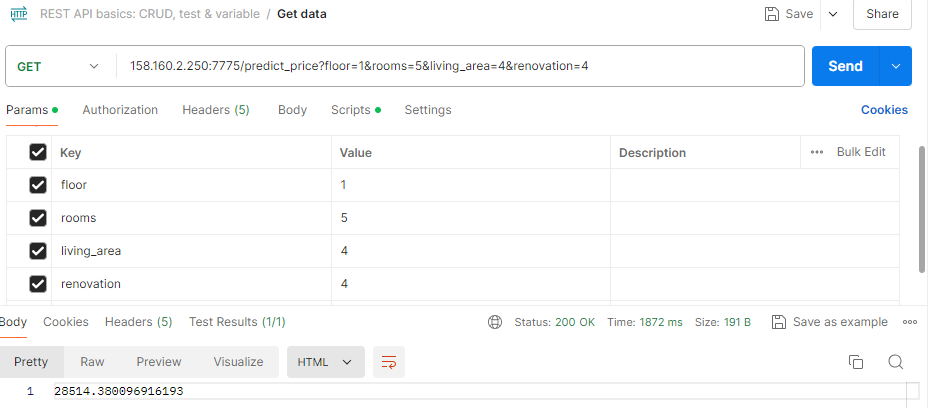 HTTP REST API basics: CRUD, test & variable / Get data Save Share
GET 158.160.2.250:7775/predict_price?floor=1&rooms=5&living_area=4&renovation=4 Send
Params Authorization Headers (5) Body Scripts Settings Cookies
Key Value Description Bulk Edit
floor 1
rooms 5
living_area 4
renovation 4
Body Cookies Headers (5) Test Results (1/1) Status: 200 OK Time: 1872 ms Size: 191 B Save as example
Pretty Raw Preview Visualize HTML
1 28514.380096916193